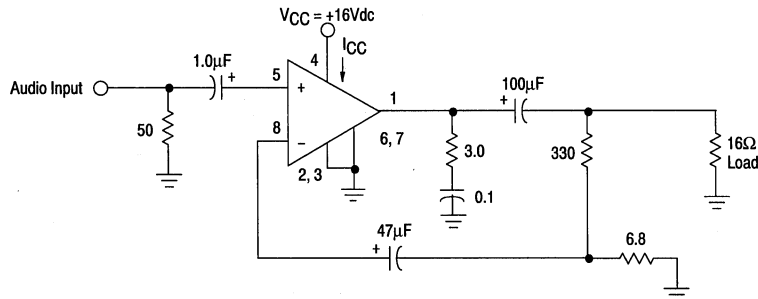 VCC = +16Vdc
ICC
1.0µF
+
4
Audio Input
5
+
1
100µF
+
50
8
−
6, 7
3.0
330
16Ω
Load
2, 3
0.1
47µF
+
6.8